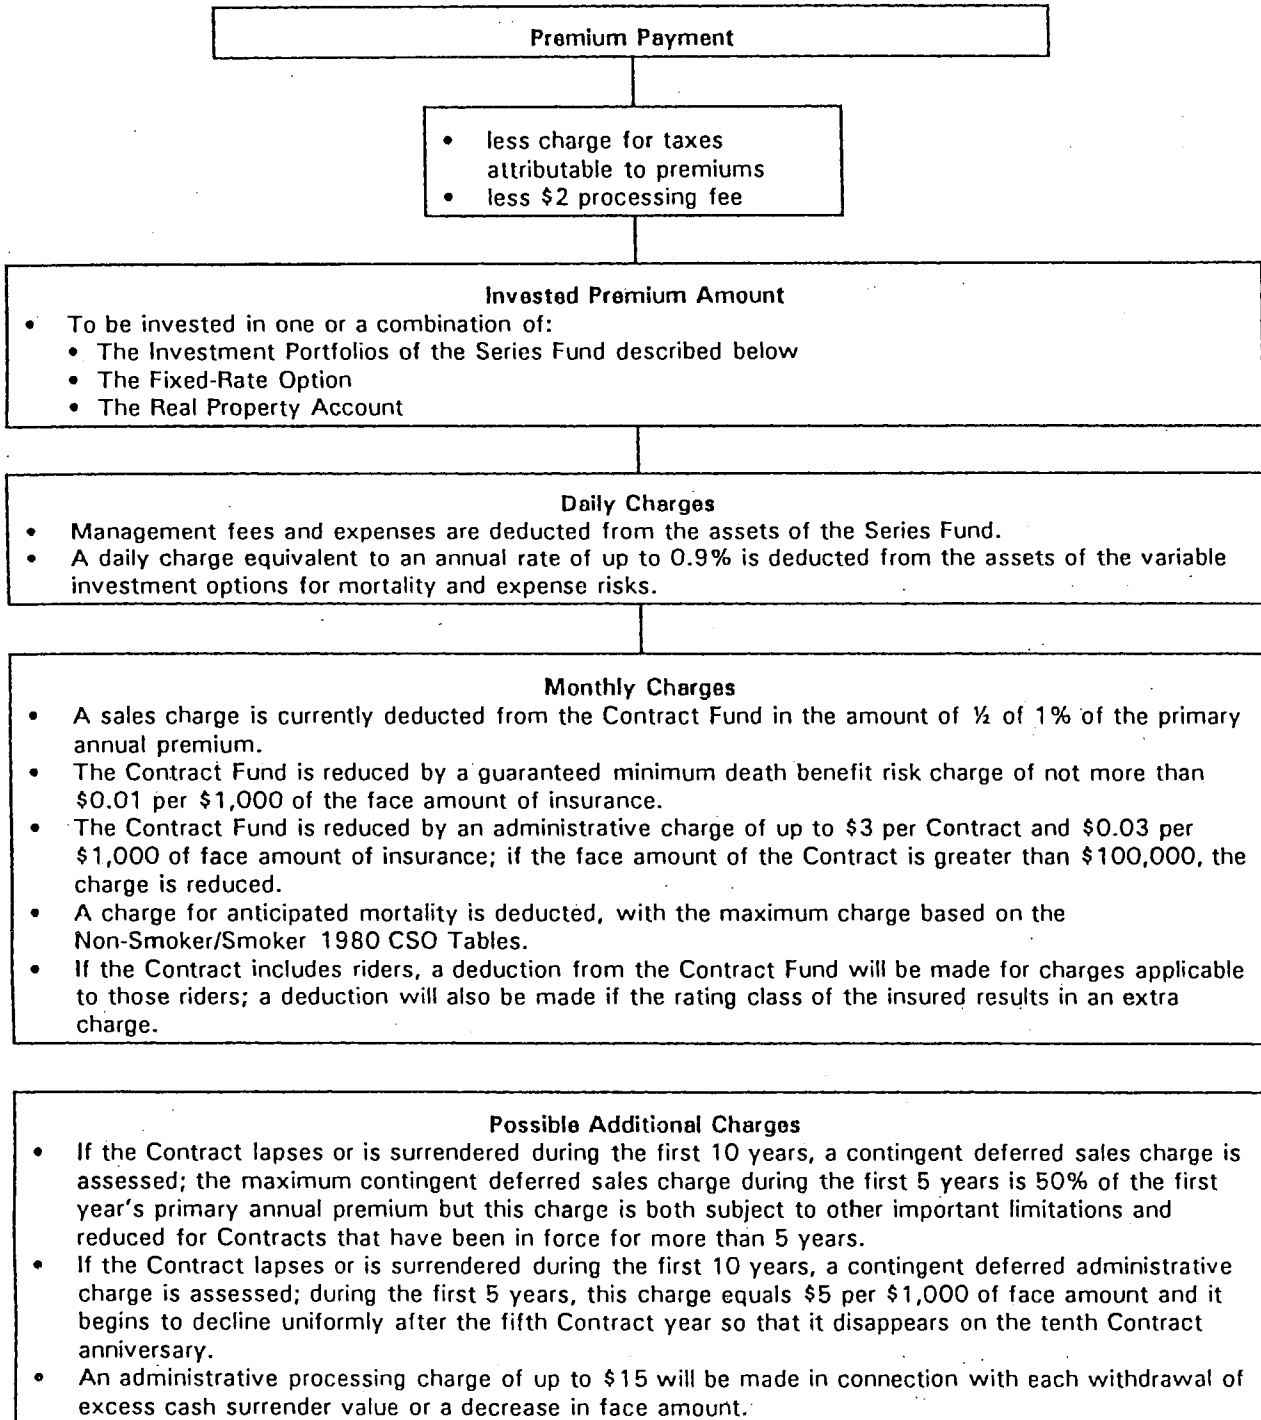 Premium Payment
• less charge for taxes
attributable to premiums
• less $2 processing fee
Invested Premium Amount
• To be invested in one or a combination of:
• The Investment Portfolios of the Series Fund described below
• The Fixed-Rate Option
• The Real Property Account
Daily Charges
• Management fees and expenses are deducted from the assets of the Series Fund.
• A daily charge equivalent to an annual rate of up to 0.9% is deducted from the assets of the variable
investment options for mortality and expense risks.
Monthly Charges
• A sales charge is currently deducted from the Contract Fund in the amount of ½ of 1% of the primary
annual premium.
• The Contract Fund is reduced by a guaranteed minimum death benefit risk charge of not more than
$0.01 per $1,000 of the face amount of insurance.
• The Contract Fund is reduced by an administrative charge of up to $3 per Contract and $0.03 per
$1,000 of face amount of insurance; if the face amount of the Contract is greater than $100,000, the
charge is reduced.
• A charge for anticipated mortality is deducted, with the maximum charge based on the
Non-Smoker/Smoker 1980 CSO Tables.
• If the Contract includes riders, a deduction from the Contract Fund will be made for charges applicable
to those riders; a deduction will also be made if the rating class of the insured results in an extra
charge.
Possible Additional Charges
• If the Contract lapses or is surrendered during the first 10 years, a contingent deferred sales charge is
assessed; the maximum contingent deferred sales charge during the first 5 years is 50% of the first
year's primary annual premium but this charge is both subject to other important limitations and
reduced for Contracts that have been in force for more than 5 years.
• If the Contract lapses or is surrendered during the first 10 years, a contingent deferred administrative
charge is assessed; during the first 5 years, this charge equals $5 per $1,000 of face amount and it
begins to decline uniformly after the fifth Contract year so that it disappears on the tenth Contract
anniversary.
• An administrative processing charge of up to $15 will be made in connection with each withdrawal of
excess cash surrender value or a decrease in face amount.